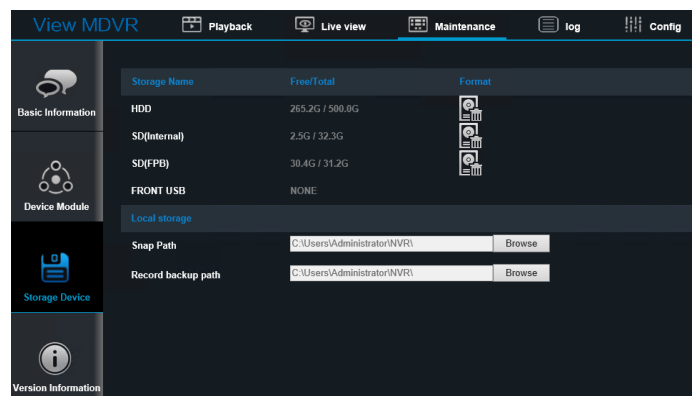 View MDVR Playback Live view Maintenance log Config
Storage Name Free/Total Format
Basic Information
HDD 265.2G / 500.0G
SD(Internal) 2.5G / 32.3G
SD(FPB) 30.4G / 31.2G
FRONT USB NONE
Device Module
Local storage
Snap Path C:\Users\Administrator\NVR\ Browse
Record backup path C:\Users\Administrator\NVR\ Browse
Storage Device
Version Information